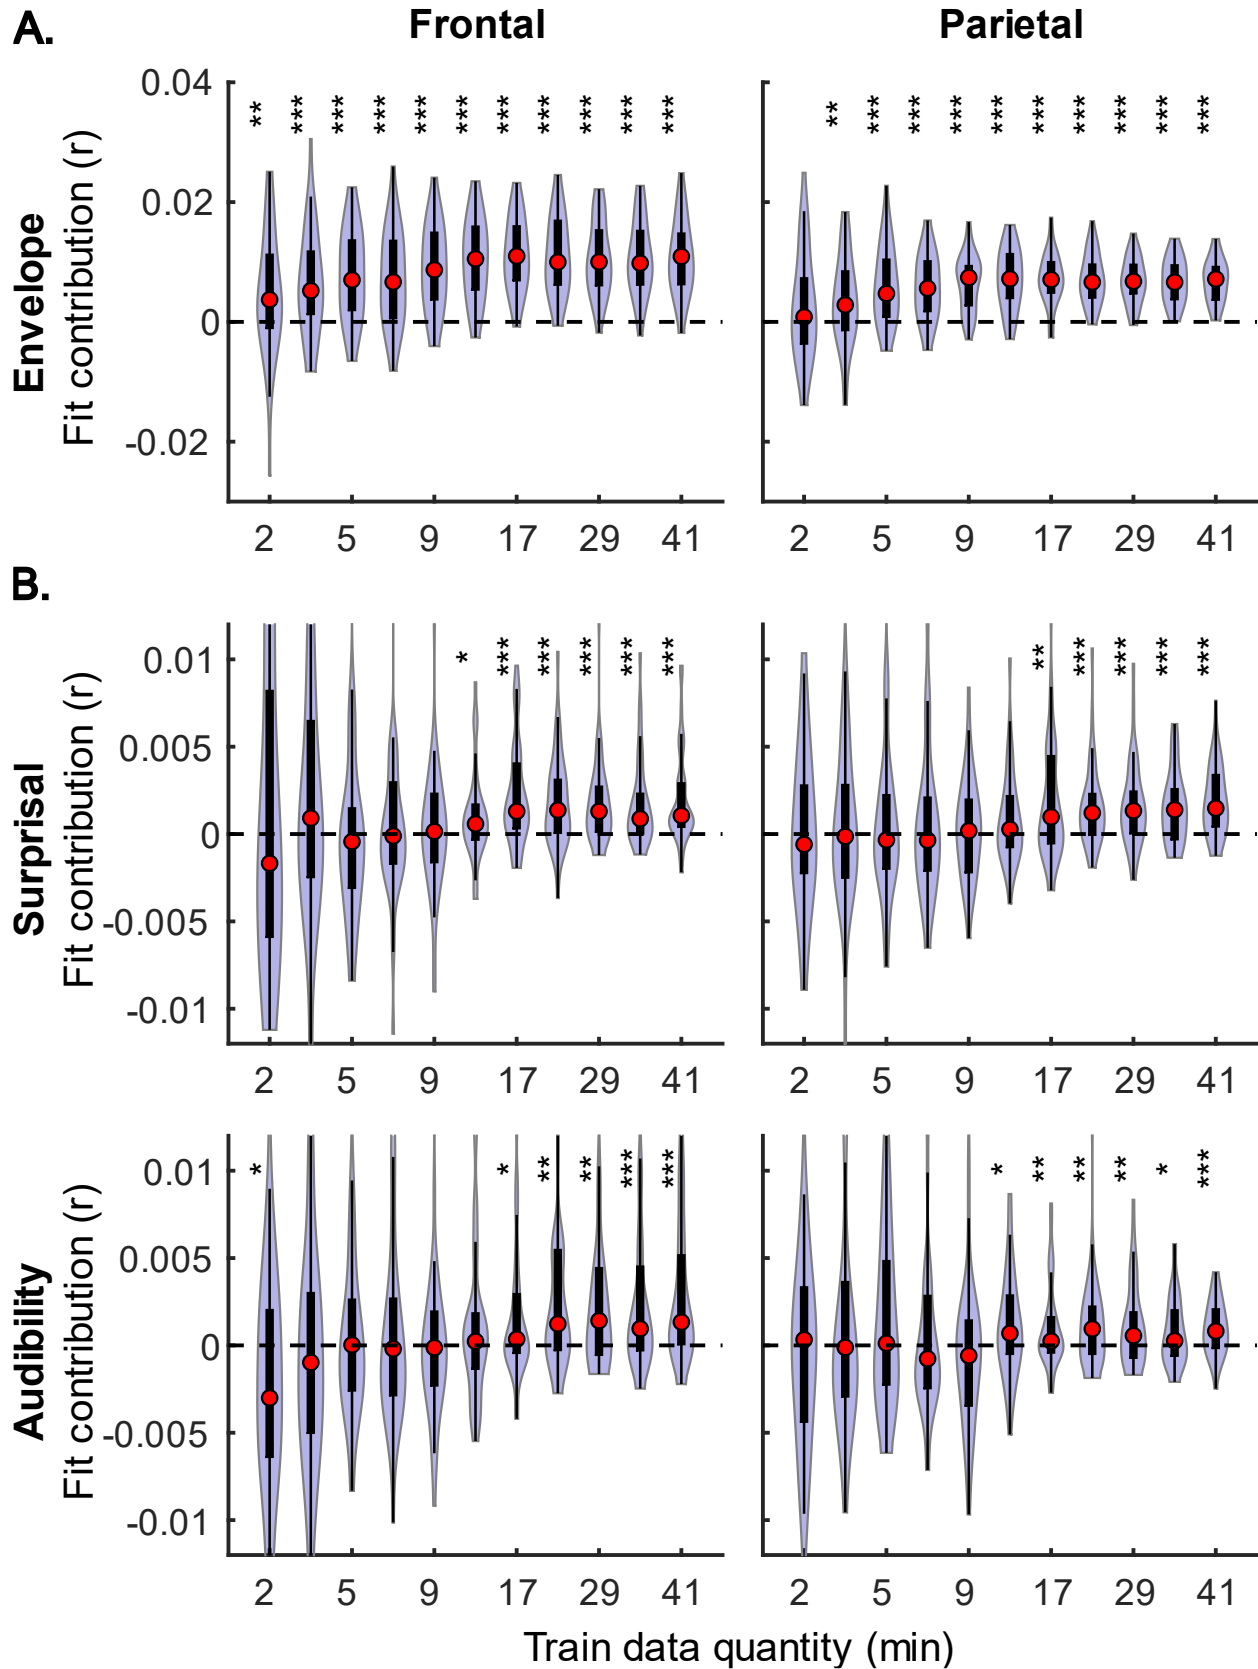 A.
Frontal
Parietal
Envelope
Fit contribution (r)
0.04
0.02
0
-0.02
** *** *** *** *** *** *** *** *** *** ***
** *** *** *** *** *** *** *** *** ***
2 5 9 17 29 41
2 5 9 17 29 41
B.
Surprisal
Fit contribution (r)
0.01
0.005
0
-0.005
-0.01
* *** *** *** *** ***
** *** *** *** ***
2 5 9 17 29 41
2 5 9 17 29 41
Audibility
Fit contribution (r)
0.01
0.005
0
-0.005
-0.01
* * ** ** *** ***
* ** ** ** * ***
2 5 9 17 29 41
2 5 9 17 29 41
Train data quantity (min)